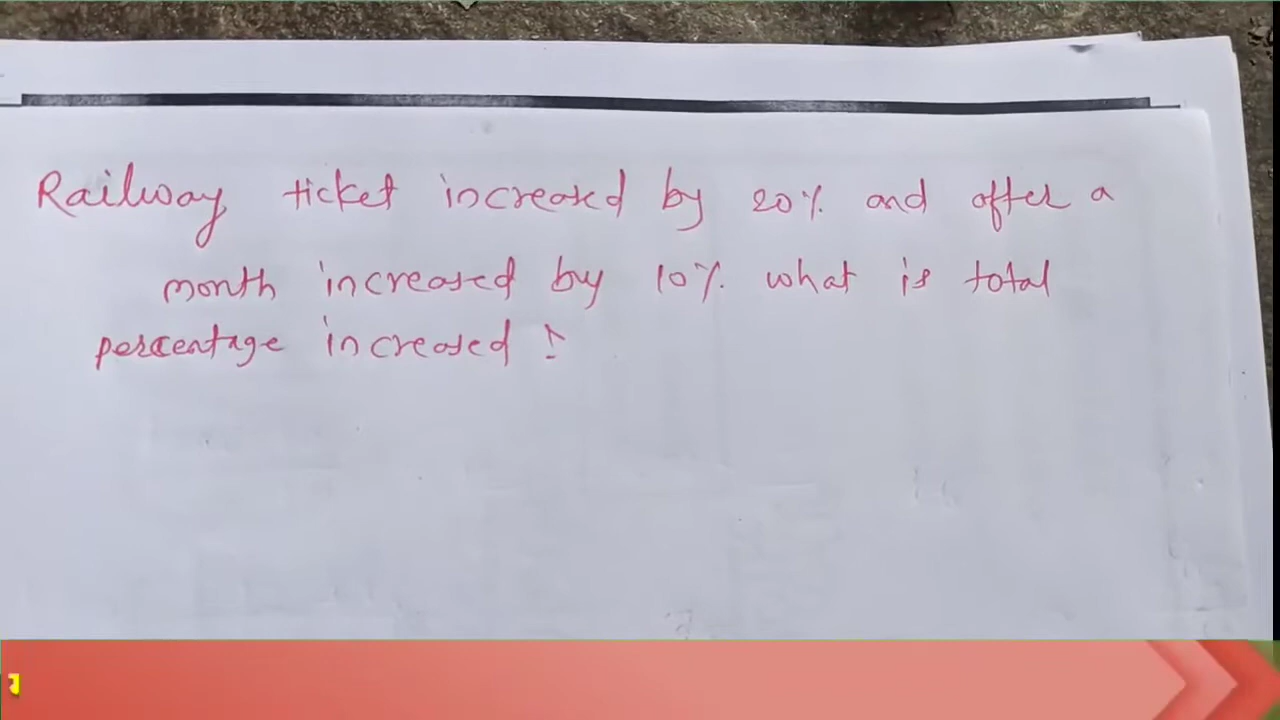 Railway ticket increased by 20% and after a
month increased by 10% what is total
percentage increased ?